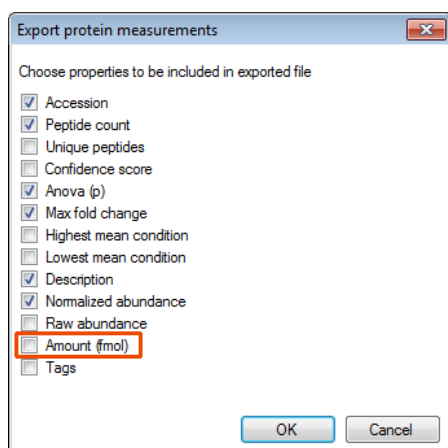 Export protein measurements
Choose properties to be included in exported file
Accession
Peptide count
Unique peptides
Confidence score
Anova (p)
Max fold change
Highest mean condition
Lowest mean condition
Description
Normalized abundance
Raw abundance
Amount (fmol)
Tags
OK Cancel